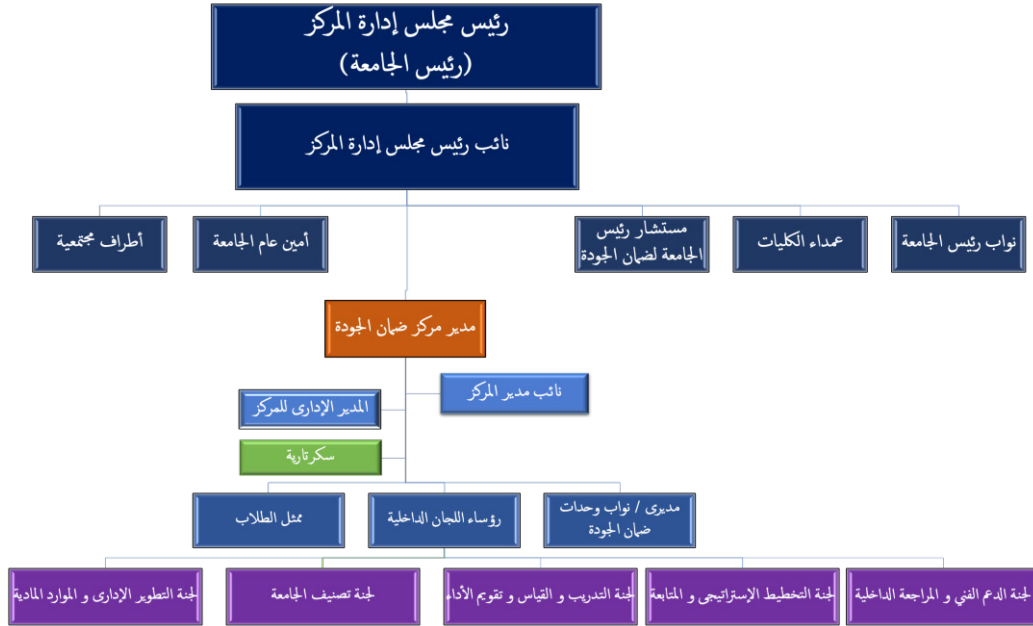 رئيس مجلس إدارة المركز
(رئيس الجامعة)
نائب رئيس مجلس إدارة المركز
نواب رئيس الجامعة
عمداء الكليات
مستشار رئيس
الجامعة لضمان الجودة
أمين عام الجامعة
أطراف مجتمعية
مدير مركز ضمان الجودة
نائب مدير المركز
المدير الإدارى للمركز
سكرتارية
مديرى / نواب وحدات
ضمان الجودة
رؤساء اللجان الداخلية
ممثل الطلاب
لجنة الدعم الفني و المراجعة الداخلية
لجنة التخطيط الإستراتيجى و المتابعة
لجنة التدريب و القياس و تقويم الأداء
لجنة تصنيف الجامعة
لجنة التطوير الإدارى و الموارد المادية